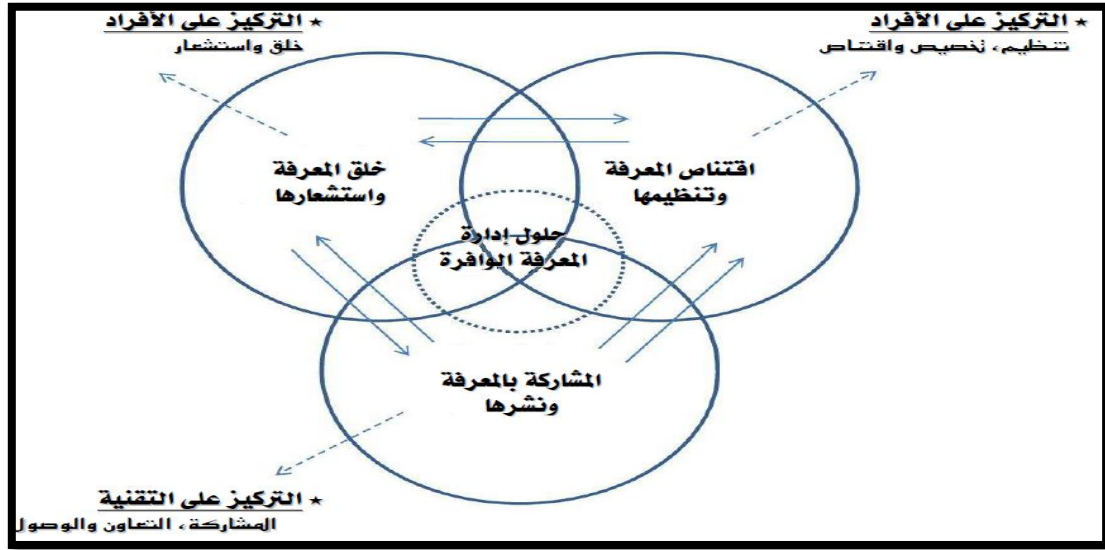 * التركيز على الأفراد
تنظيم، تخصيص واقتناص
* التركيز على الأفراد
خلق واستشعار
اقتناص المعرفة
وتنظيمها
خلق المعرفة
واستشعارها
حلول إدارة
المعرفة الوافرة
المشاركة بالمعرفة
ونشرها
* التركيز على التقنية
المشاركة، التعاون والوصول